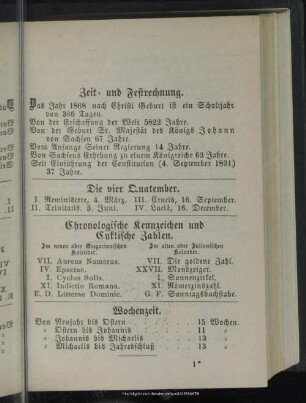 Zeit- und Festrechnung.
Das Jahr 1868 nach Christi Geburt ist ein Schaltjahr
von 366 Tagen.
Von der Erschaffung der Welt 5822 Jahre.
Von der Geburt Sr. Majestät des Königs Johann
von Sachsen 67 Jahre.
Vom Anfange Seiner Regierung 14 Jahre.
Von Sachsens Erhebung zu einem Königreiche 62 Jahre.
Seit Einführung der Constitution (4. September 1831)
37 Jahre.
Die vier Quatember.
I. Reminiscere, 4. März. III. Crucis, 16. September.
II. Trinitatis, 3. Juni. IV. Luciä, 16. December.
Chronologische Kennzeichen und
Cyklische Zahlen.
Im neuen oder Gregorianischen Kalender. Im alten oder Julianischen Kalender.
VII. Aureus Numerus. VII. Die goldene Zahl.
IV. Epactae. XXVII. Mondzeiger.
I. Cyclus Solis. I. Sonnenzirkel.
XI. Indictio Romana. XI. Römerzinszahl.
E. D. Litterae Dominic. G. F. Sonntagsbuchstabe.
Wochenzeit.
Von Neujahr bis Ostern 15 Wochen.
" Ostern bis Johannis 11 "
" Johannis bis Michaelis 13 "
" Michaelis bis Jahresschluß 13 "
1*